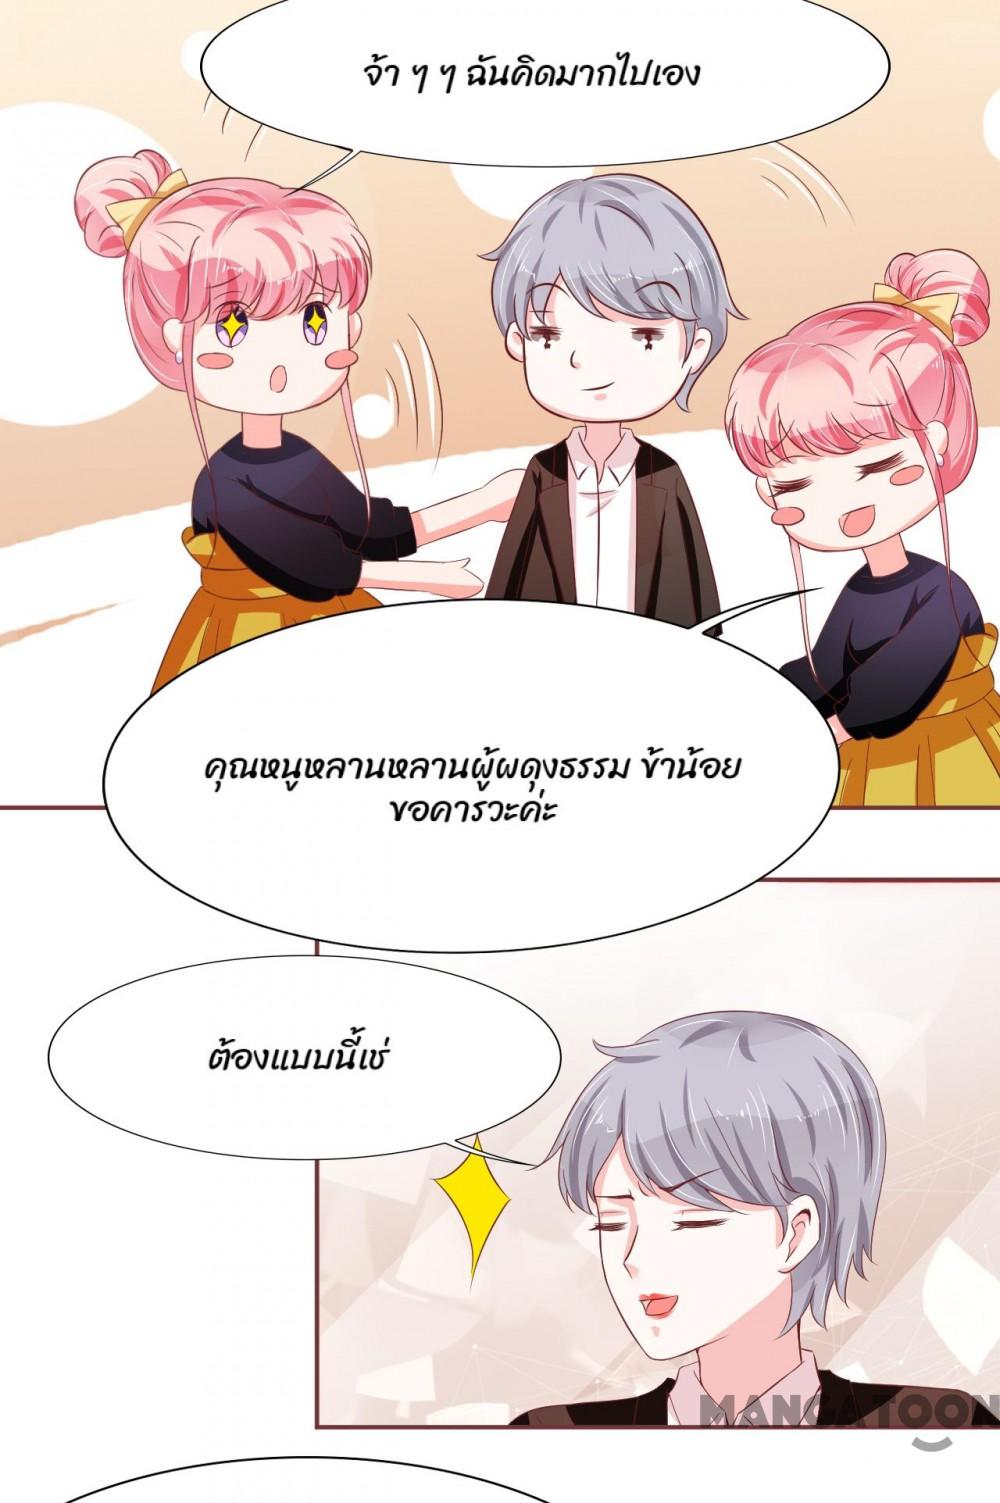 จ้า ๆ ๆ ฉันคิดมากไปเอง
คุณหนูหลานหลานผู้ผดุงธรรม ข้าน้อย
ขอคารวะค่ะ
ต้องแบบนี้เซ่
MANGATOON